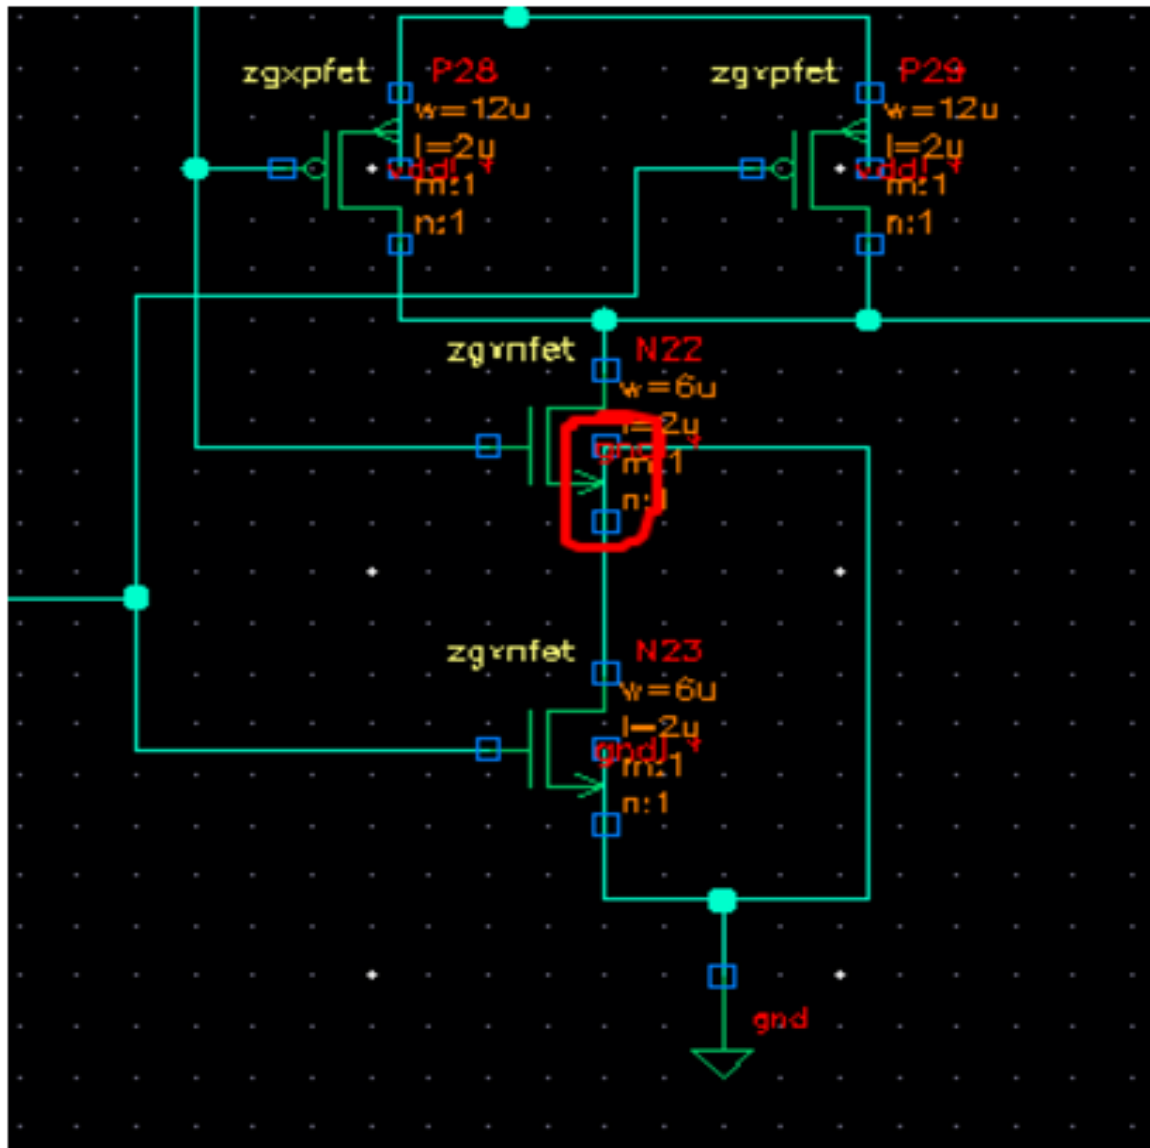 zgxpfet P28
w=12u
l=2u
vdd!
m:1
n:1
zgxpfet P29
w=12u
l=2u
vdd!
m:1
n:1
zgxnfet N22
w=6u
l=2u
m:1
n:1
zgxnfet N23
w=6u
l=2u
gnd!
m:1
n:1
gnd